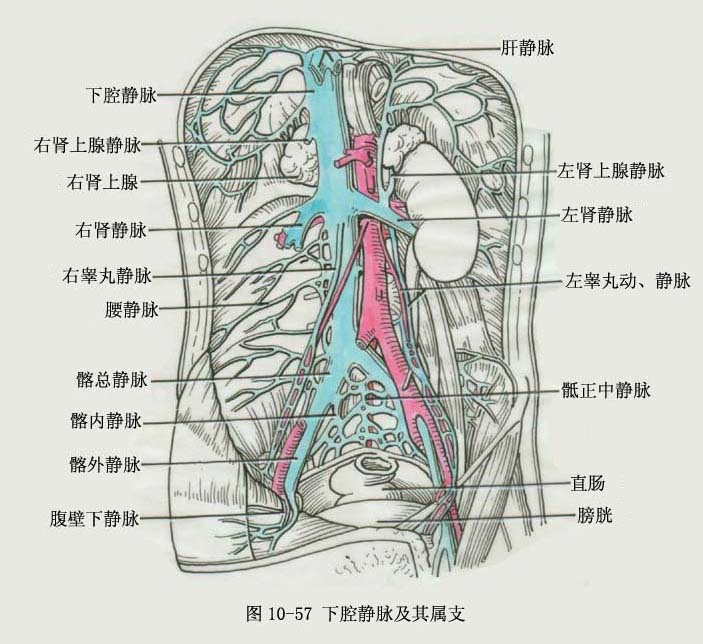 肝静脉
下腔静脉
右肾上腺静脉
右肾上腺
左肾上腺静脉
右肾静脉
左肾静脉
右睾丸静脉
左睾丸动、静脉
腰静脉
髂总静脉
骶正中静脉
髂内静脉
髂外静脉
直肠
腹壁下静脉
膀胱
图 10-57 下腔静脉及其属支